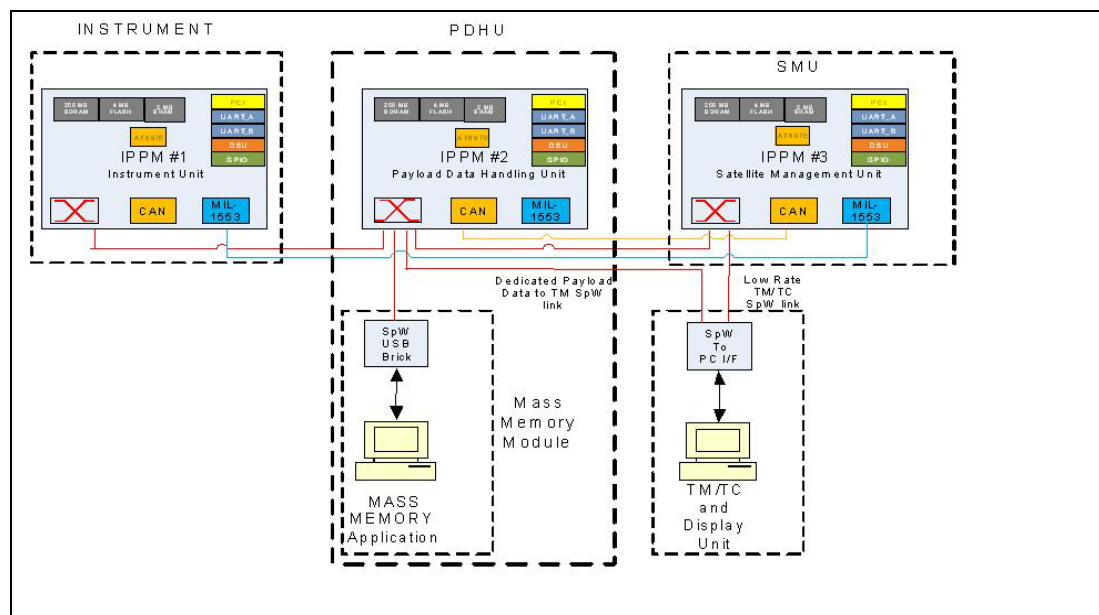 INSTRUMENT
PDHU
SMU
256 MB
SDRAM
4 MB
FLASH
2 MB
SRAM
PCI
UART_A
UART_B
DSU
GPIO
AT697E
IPPM #1
Instrument Unit
CAN
MIL-
1553
256 MB
SDRAM
4 MB
FLASH
2 MB
SRAM
PCI
UART_A
UART_B
DSU
GPIO
AT697E
IPPM #2
Payload Data Handling Unit
CAN
MIL-
1553
256 MB
SDRAM
4 MB
FLASH
2 MB
SRAM
PCI
UART_A
UART_B
DSU
GPIO
AT697E
IPPM #3
Satellite Management Unit
CAN
MIL-
1553
Dedicated Payload
Data to TM SpW
link
Low Rate
TM/TC
SpW link
SpW
USB
Brick
SpW
To
PC I/F
Mass
Memory
Module
MASS
MEMORY
Application
TM/TC
and
Display
Unit